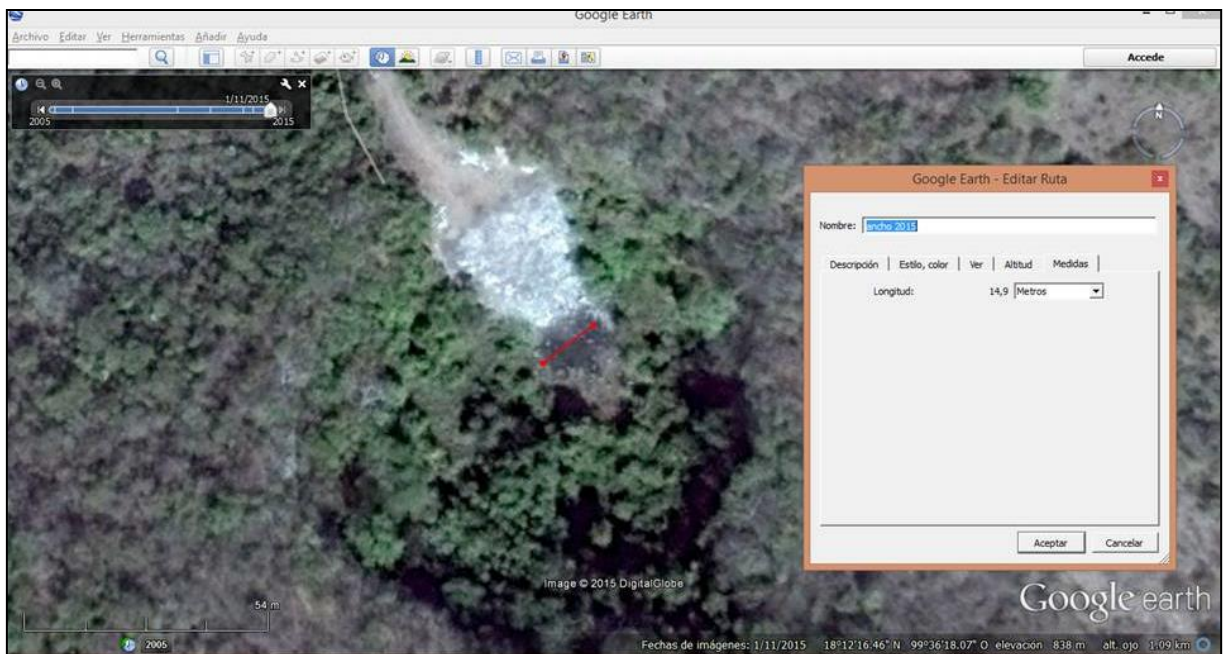 Google Earth
Archivo Editar Ver Herramientas Añadir Ayuda
Accede
1/11/2015
2005 2015
N
Google Earth - Editar Ruta
Nombre: ancho 2015
Descripción Estilo, color Ver Altitud Medidas
Longitud: 14,9 Metros
Aceptar Cancelar
Image © 2015 DigitalGlobe
Google earth
54 m
2005
Fechas de imágenes: 1/11/2015 18°12'16.46" N 99°36'18.07" O elevación 838 m alt. ojo 1.09 km